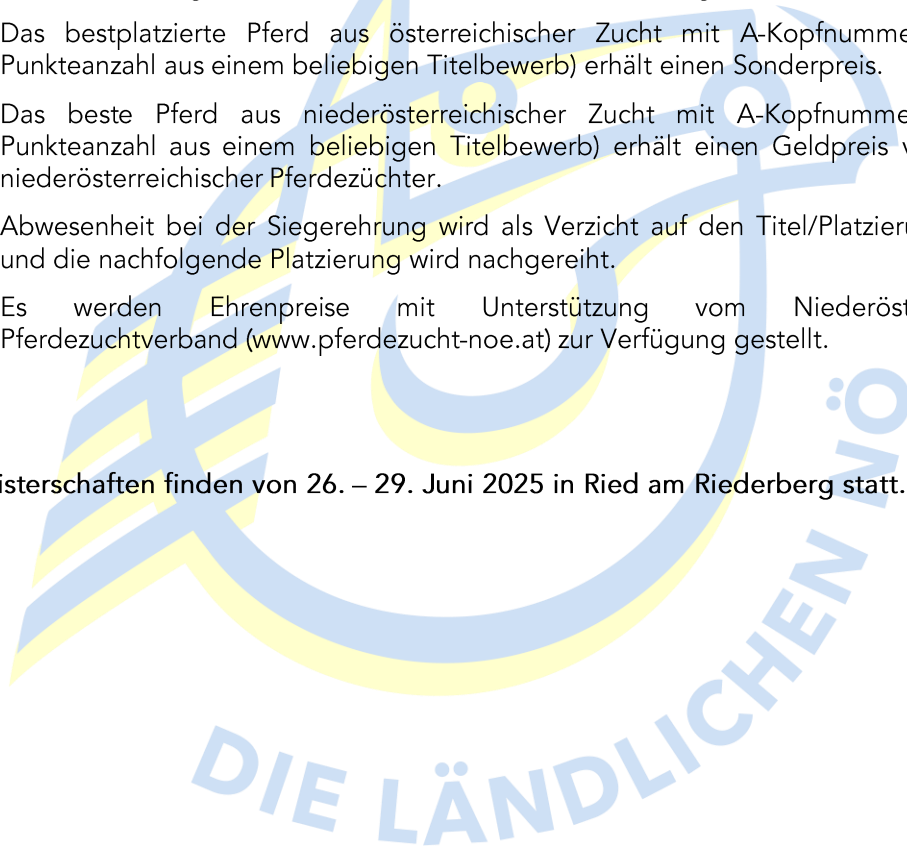 Das bestplatzierte Pferd aus österreichischer Zucht mit A-Kopfnumme
Punkteanzahl aus einem beliebigen Titelbewerb) erhält einen Sonderpreis.
Das beste Pferd aus niederösterreichischer Zucht mit A-Kopfnumme
Punkteanzahl aus einem beliebigen Titelbewerb) erhält einen Geldpreis v
niederösterreichischer Pferdezüchter.
Abwesenheit bei der Siegerehrung wird als Verzicht auf den Titel/Platzieru
und die nachfolgende Platzierung wird nachgereiht.
Es werden Ehrenpreise mit Unterstützung vom Niederöst
Pferdezuchtverband (www.pferdezucht-noe.at) zur Verfügung gestellt.
isterschaften finden von 26. – 29. Juni 2025 in Ried am Riederberg statt.
DIE LÄNDLICHEN NÖ